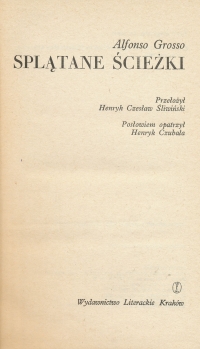 Alfonso Grosso
SPLĄTANE ŚCIEŻKI
Przełożył
Henryk Czesław Śliwiński
Posłowiem opatrzył
Henryk Czubała
Wydawnictwo Literackie Kraków